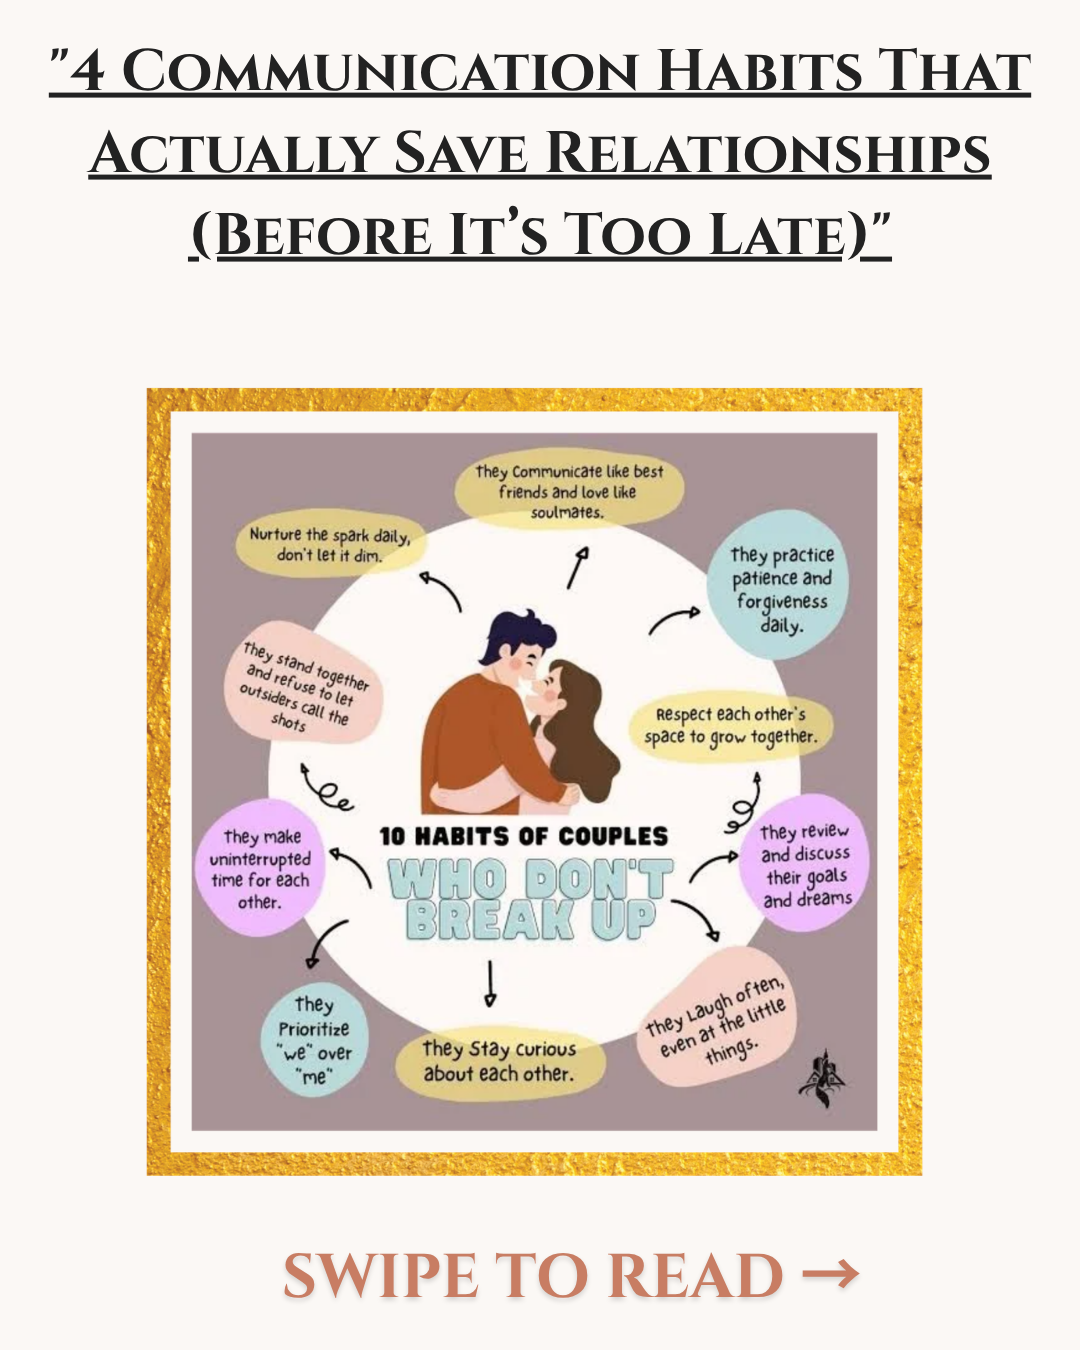 "4 Communication Habits That
Actually Save Relationships
(Before It’s Too Late)"
They Communicate like best
friends and love like
soulmates.
Nurture the spark daily,
don't let it dim.
They practice
patience and
forgiveness
daily.
They stand together
and refuse to let
outsiders call the
shots
Respect each other's
space to grow together.
They make
uninterrupted
time for each
other.
10 HABITS OF COUPLES
WHO DON'T
BREAK UP
They review
and discuss
their goals
and dreams
They
Prioritize
"we" over
"me"
They Stay curious
about each other.
They Laugh often,
even at the little
things.
SWIPE TO READ →